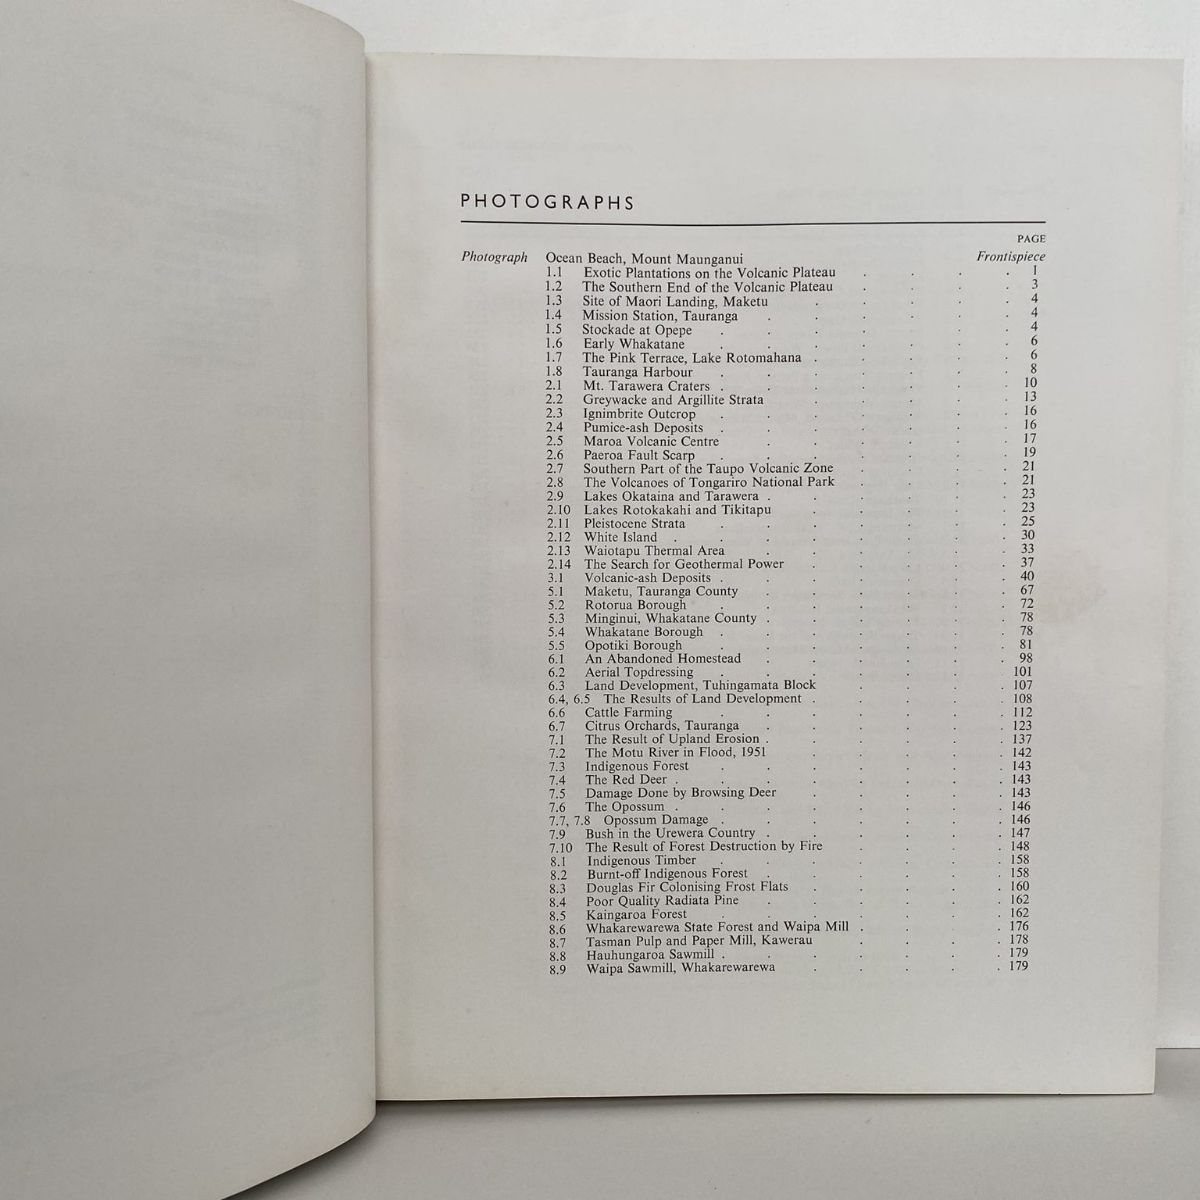 PHOTOGRAPHS
PAGE
Photograph Ocean Beach, Mount Maunganui Frontispiece
1.1 Exotic Plantations on the Volcanic Plateau . . . . 1
1.2 The Southern End of the Volcanic Plateau . . . . 3
1.3 Site of Maori Landing, Maketu . . . . . 4
1.4 Mission Station, Tauranga . . . . . . 4
1.5 Stockade at Opepe . . . . . . . 4
1.6 Early Whakatane . . . . . . . 6
1.7 The Pink Terrace, Lake Rotomahana . . . . . 6
1.8 Tauranga Harbour . . . . . . . 8
2.1 Mt. Tarawera Craters . . . . . . . 10
2.2 Greywacke and Argillite Strata . . . . . 13
2.3 Ignimbrite Outcrop . . . . . . . 16
2.4 Pumice-ash Deposits . . . . . . . 16
2.5 Maroa Volcanic Centre . . . . . . 17
2.6 Paeroa Fault Scarp . . . . . . . 19
2.7 Southern Part of the Taupo Volcanic Zone . . . . 21
2.8 The Volcanoes of Tongariro National Park . . . . 21
2.9 Lakes Okataina and Tarawera . . . . . . 23
2.10 Lakes Rotokakahi and Tikitapu . . . . . 23
2.11 Pleistocene Strata . . . . . . . 25
2.12 White Island . . . . . . . . 30
2.13 Waiotapu Thermal Area . . . . . . 33
2.14 The Search for Geothermal Power . . . . . 37
3.1 Volcanic-ash Deposits . . . . . . . 40
5.1 Maketu, Tauranga County . . . . . . 67
5.2 Rotorua Borough . . . . . . . 72
5.3 Minginui, Whakatane County . . . . . . 78
5.4 Whakatane Borough . . . . . . . 78
5.5 Opotiki Borough . . . . . . . 81
6.1 An Abandoned Homestead . . . . . . 98
6.2 Aerial Topdressing . . . . . . . 101
6.3 Land Development, Tuhingamata Block . . . . 107
6.4, 6.5 The Results of Land Development . . . . . 108
6.6 Cattle Farming . . . . . . . 112
6.7 Citrus Orchards, Tauranga . . . . . . 123
7.1 The Result of Upland Erosion . . . . . . 137
7.2 The Motu River in Flood, 1951 . . . . . . 142
7.3 Indigenous Forest . . . . . . . 143
7.4 The Red Deer . . . . . . . . 143
7.5 Damage Done by Browsing Deer . . . . . 143
7.6 The Opossum . . . . . . . . 146
7.7, 7.8 Opossum Damage . . . . . . . 146
7.9 Bush in the Urewera Country . . . . . . 147
7.10 The Result of Forest Destruction by Fire . . . . 148
8.1 Indigenous Timber . . . . . . . 158
8.2 Burnt-off Indigenous Forest . . . . . . 158
8.3 Douglas Fir Colonising Frost Flats . . . . . 160
8.4 Poor Quality Radiata Pine . . . . . . 162
8.5 Kaingaroa Forest . . . . . . . 162
8.6 Whakarewarewa State Forest and Waipa Mill . . . . 176
8.7 Tasman Pulp and Paper Mill, Kawerau . . . . . 178
8.8 Hauhungaroa Sawmill . . . . . . . 179
8.9 Waipa Sawmill, Whakarewarewa . . . . . 179